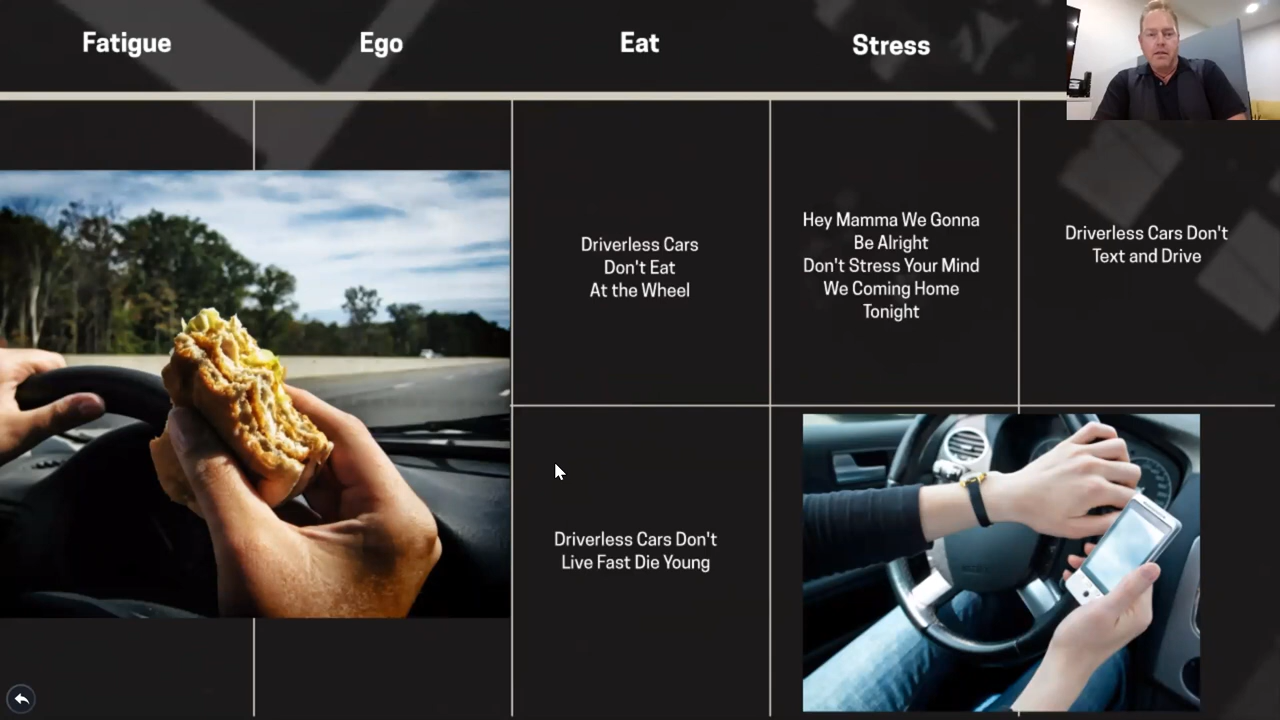 Fatigue
Ego
Eat
Stress
Driverless Cars
Don't Eat
At the Wheel
Hey Mamma We Gonna
Be Alright
Don't Stress Your Mind
We Coming Home
Tonight
Driverless Cars Don't
Text and Drive
Driverless Cars Don't
Live Fast Die Young